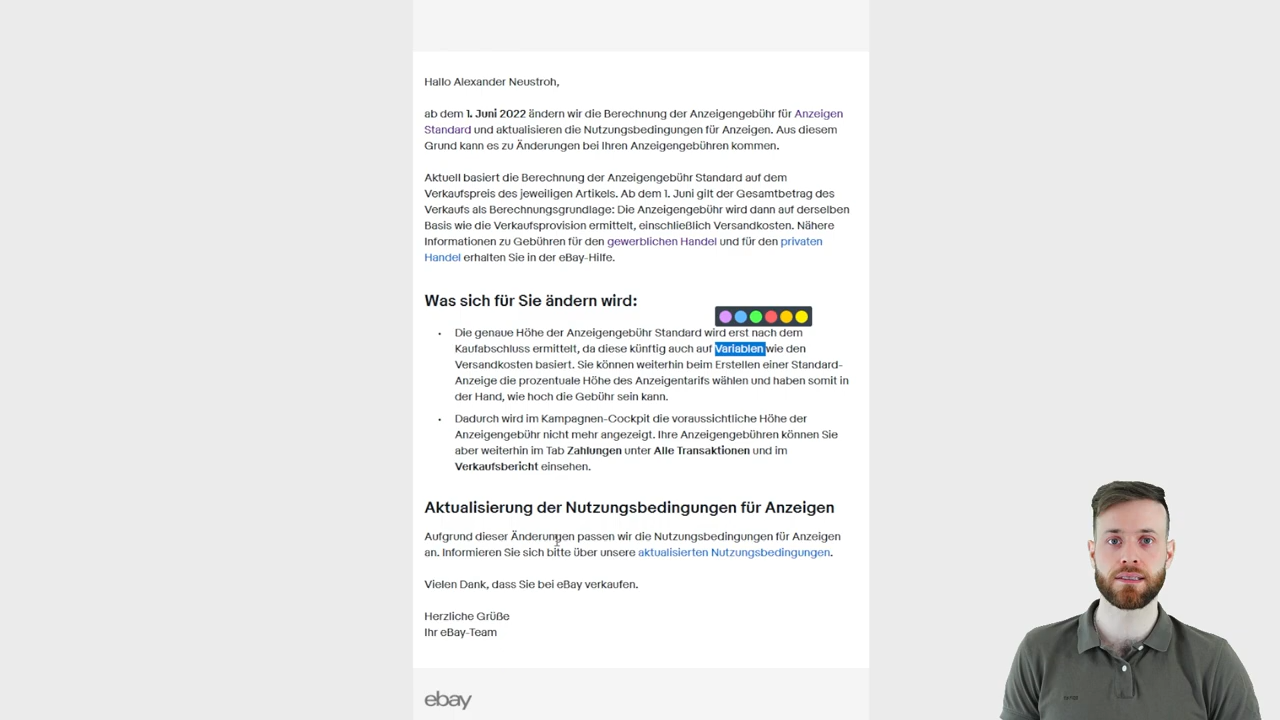 Hallo Alexander Neustroh,
ab dem 1. Juni 2022 ändern wir die Berechnung der Anzeigengebühr für Anzeigen
Standard und aktualisieren die Nutzungsbedingungen für Anzeigen. Aus diesem
Grund kann es zu Änderungen bei Ihren Anzeigengebühren kommen.
Aktuell basiert die Berechnung der Anzeigengebühr Standard auf dem
Verkaufspreis des jeweiligen Artikels. Ab dem 1. Juni gilt der Gesamtbetrag des
Verkaufs als Berechnungsgrundlage: Die Anzeigengebühr wird dann auf derselben
Basis wie die Verkaufsprovision ermittelt, einschließlich Versandkosten. Nähere
Informationen zu Gebühren für den gewerblichen Handel und für den privaten
Handel erhalten Sie in der eBay-Hilfe.
Was sich für Sie ändern wird:
• Die genaue Höhe der Anzeigengebühr Standard wird erst nach dem
Kaufabschluss ermittelt, da diese künftig auch auf Variablen wie den
Versandkosten basiert. Sie können weiterhin beim Erstellen einer Standard-
Anzeige die prozentuale Höhe des Anzeigentarifs wählen und haben somit in
der Hand, wie hoch die Gebühr sein kann.
• Dadurch wird im Kampagnen-Cockpit die voraussichtliche Höhe der
Anzeigengebühr nicht mehr angezeigt. Ihre Anzeigengebühren können Sie
aber weiterhin im Tab Zahlungen unter Alle Transaktionen und im
Verkaufsbericht einsehen.
Aktualisierung der Nutzungsbedingungen für Anzeigen
Aufgrund dieser Änderungen passen wir die Nutzungsbedingungen für Anzeigen
an. Informieren Sie sich bitte über unsere aktualisierten Nutzungsbedingungen.
Vielen Dank, dass Sie bei eBay verkaufen.
Herzliche Grüße
Ihr eBay-Team
ebay